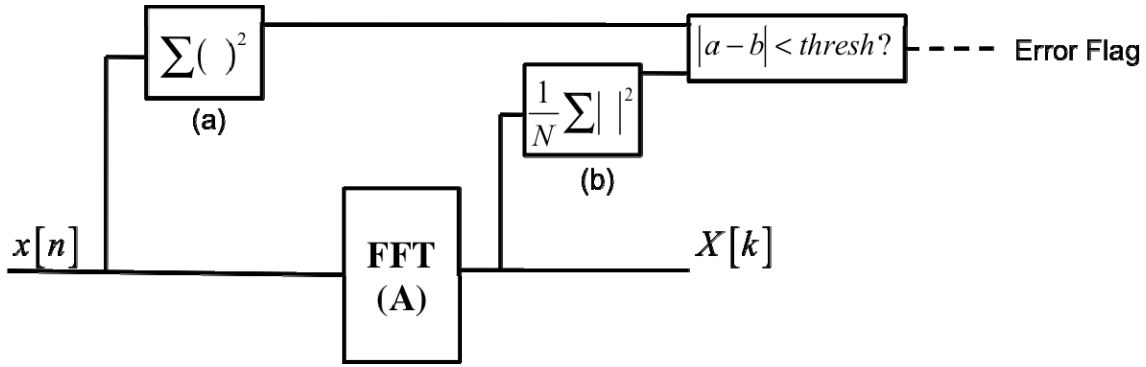 ∑( )²
(a)
|a − b| < thresh?
Error Flag
1/N ∑| |²
(b)
x[n]
FFT
(A)
X[k]